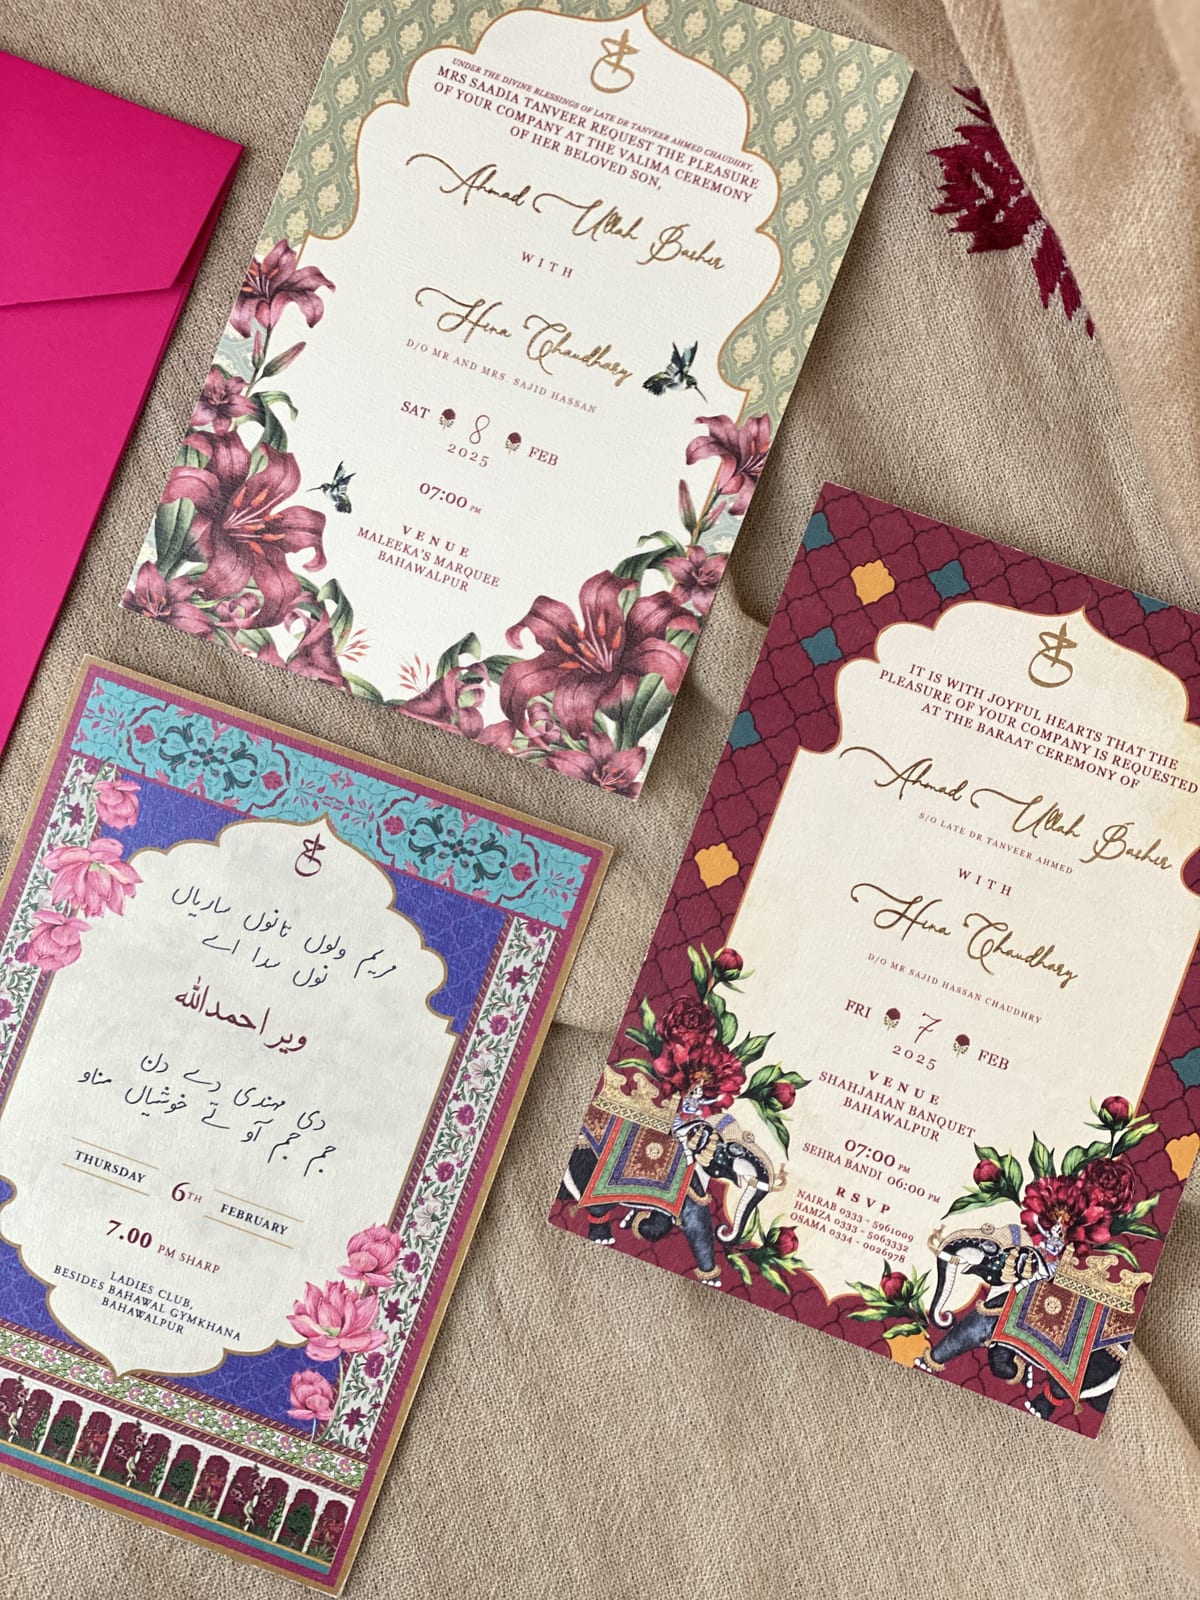 UNDER THE DIVINE BLESSINGS OF LATE DR TANVEER AHMED CHAUDHRY,
MRS SAADIA TANVEER REQUEST THE PLEASURE
OF YOUR COMPANY AT THE VALIMA CEREMONY
OF HER BELOVED SON,
Ahmad Ullah Basher
WITH
Hina Chaudhary
D/O MR AND MRS. SAJID HASSAN
SAT 8 FEB
2025
07:00 PM
VENUE
MALEEKA'S MARQUEE
BAHAWALPUR
مریم ولول تانوں ساریاں
نوں سدا اے
ویر احمداللہ
دی مہندی دے دن
جم جم آو تے خوشیاں مناو
THURSDAY 6TH FEBRUARY
7.00 PM SHARP
LADIES CLUB,
BESIDES BAHAWAL GYMKHANA
BAHAWALPUR
IT IS WITH JOYFUL HEARTS THAT THE
PLEASURE OF YOUR COMPANY IS REQUESTED
AT THE BARAAT CEREMONY OF
Ahmad Ullah Basher
S/O LATE DR TANVEER AHMED
WITH
Hina Chaudhary
D/O MR SAJID HASSAN CHAUDHRY
FRI 7 FEB
2025
VENUE
SHAHJAHAN BANQUET
BAHAWALPUR
07:00 PM
SEHRA BANDI 06:00 PM
RSVP
NAIRAB 0333 - 5961009
HAMZA 0333 - 5063332
OSAMA 0334 - 0026978